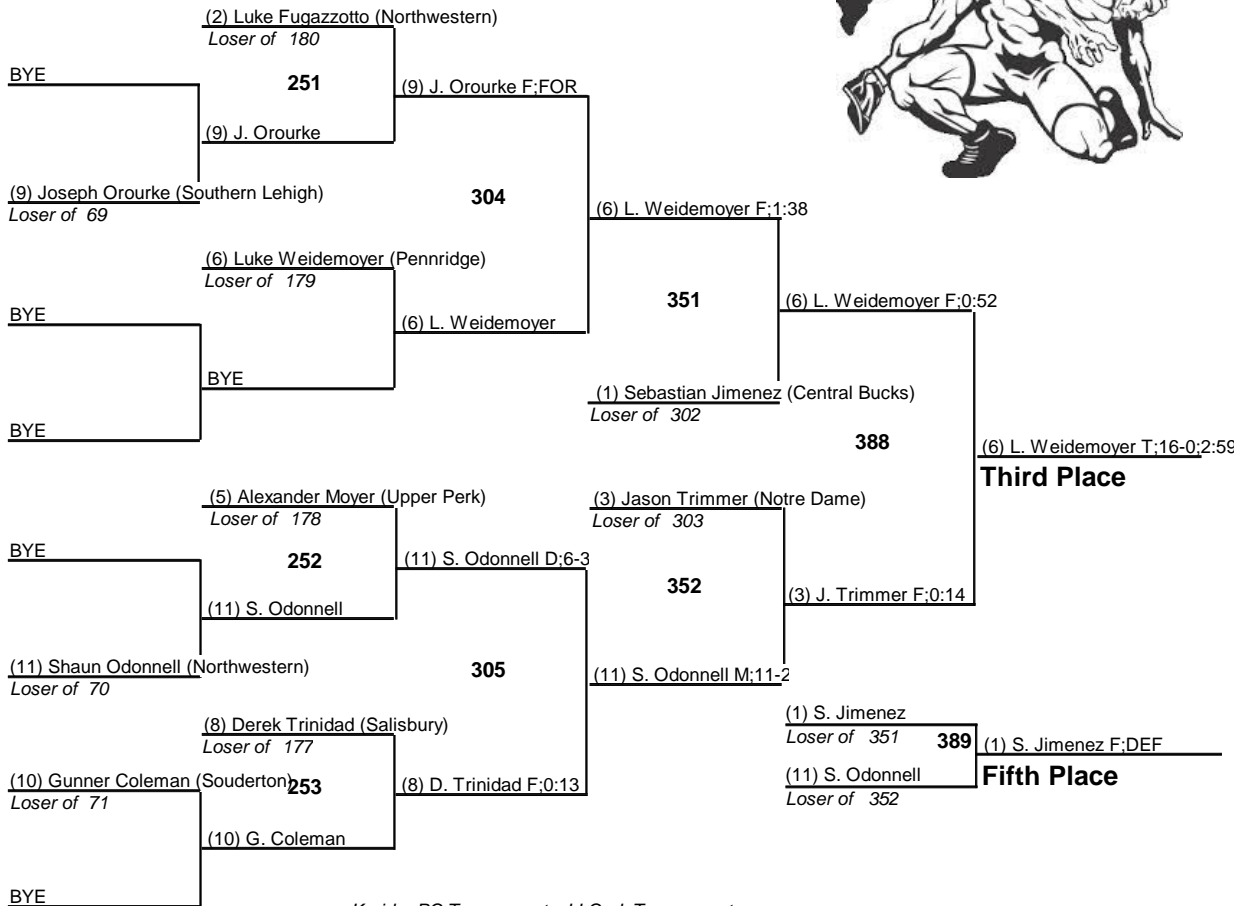 (2) Luke Fugazzotto (Northwestern)
Loser of 180
BYE
251
(9) J. Orourke F;FOR
(9) J. Orourke
(9) Joseph Orourke (Southern Lehigh)
Loser of 69
304
(6) L. Weidemoyer F;1:38
(6) Luke Weidemoyer (Pennridge)
Loser of 179
351
(6) L. Weidemoyer F;0:52
BYE
(6) L. Weidemoyer
BYE
(1) Sebastian Jimenez (Central Bucks)
Loser of 302
BYE
388
(6) L. Weidemoyer T;16-0;2:59
Third Place
(5) Alexander Moyer (Upper Perk)
Loser of 178
(3) Jason Trimmer (Notre Dame)
Loser of 303
BYE
252
(11) S. Odonnell D;6-3
352
(3) J. Trimmer F;0:14
(11) S. Odonnell
(11) Shaun Odonnell (Northwestern)
Loser of 70
305
(11) S. Odonnell M;11-2
(8) Derek Trinidad (Salisbury)
Loser of 177
(1) S. Jimenez
Loser of 351
389
(1) S. Jimenez F;DEF
Fifth Place
(10) Gunner Coleman (Souderton)
Loser of 71
253
(8) D. Trinidad F;0:13
(11) S. Odonnell
Loser of 352
(10) G. Coleman
BYE